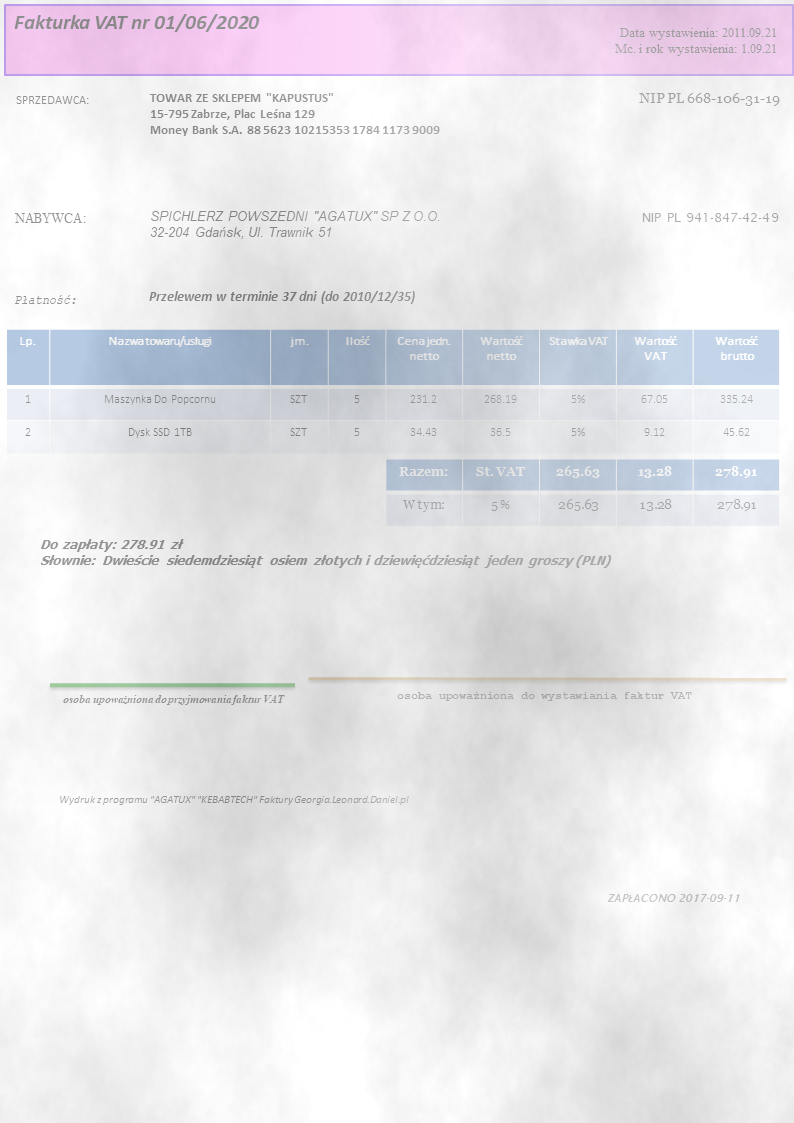 Fakturka VAT nr 01/06/2020
Data wystawienia: 2011.09.21
Mc. i rok wystawienia: 1.09.21
SPRZEDAWCA:
TOWAR ZE SKLEPEM "KAPUSTUS"
15-795 Zabrze, Plac Leśna 129
Money Bank S.A. 88 5623 10215353 1784 1173 9009
NIP PL 668-106-31-19
NABYWCA:
SPICHLERZ POWSZEDNI "AGATUX" SP Z O.O.
32-204 Gdańsk, Ul. Trawnik 51
NIP PL 941-847-42-49
Płatność:
Przelewem w terminie 37 dni (do 2010/12/35)
Lp. Nazwa towaru/usługi jm. Ilość Cena jedn. netto Wartość netto Stawka VAT Wartość VAT Wartość brutto
1 Maszynka Do Popcornu SZT 5 231.2 268.19 5% 67.05 335.24
2 Dysk SSD 1TB SZT 5 34.43 36.5 5% 9.12 45.62
Razem: St. VAT 265.63 13.28 278.91
W tym: 5 % 265.63 13.28 278.91
Do zapłaty: 278.91 zł
Słownie: Dwieście siedemdziesiąt osiem złotych i dziewięćdziesiąt jeden groszy (PLN)
osoba upoważniona do przyjmowania faktur VAT
osoba upoważniona do wystawiania faktur VAT
Wydruk z programu "AGATUX" "KEBABTECH" Faktury Georgia.Leonard.Daniel.pl
ZAPŁACONO 2017-09-11